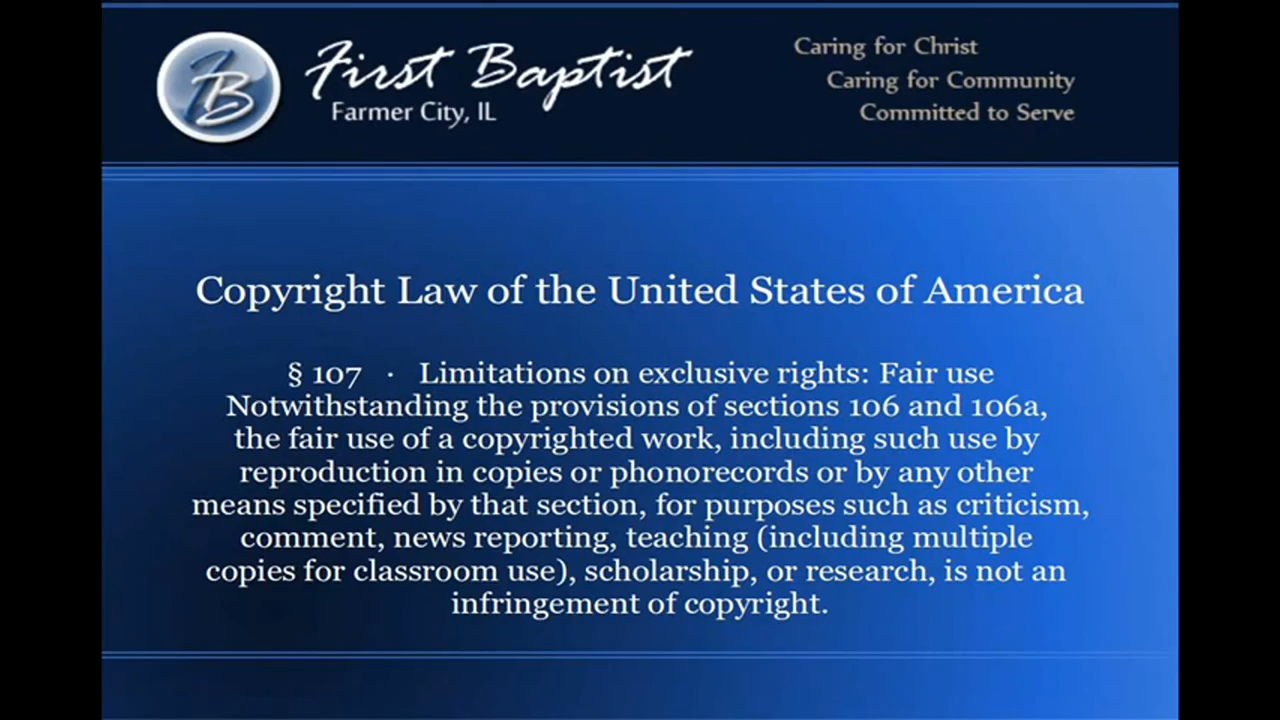 FB
First Baptist
Farmer City, IL
Caring for Christ
Caring for Community
Committed to Serve
Copyright Law of the United States of America
§ 107 · Limitations on exclusive rights: Fair use
Notwithstanding the provisions of sections 106 and 106a,
the fair use of a copyrighted work, including such use by
reproduction in copies or phonorecords or by any other
means specified by that section, for purposes such as criticism,
comment, news reporting, teaching (including multiple
copies for classroom use), scholarship, or research, is not an
infringement of copyright.